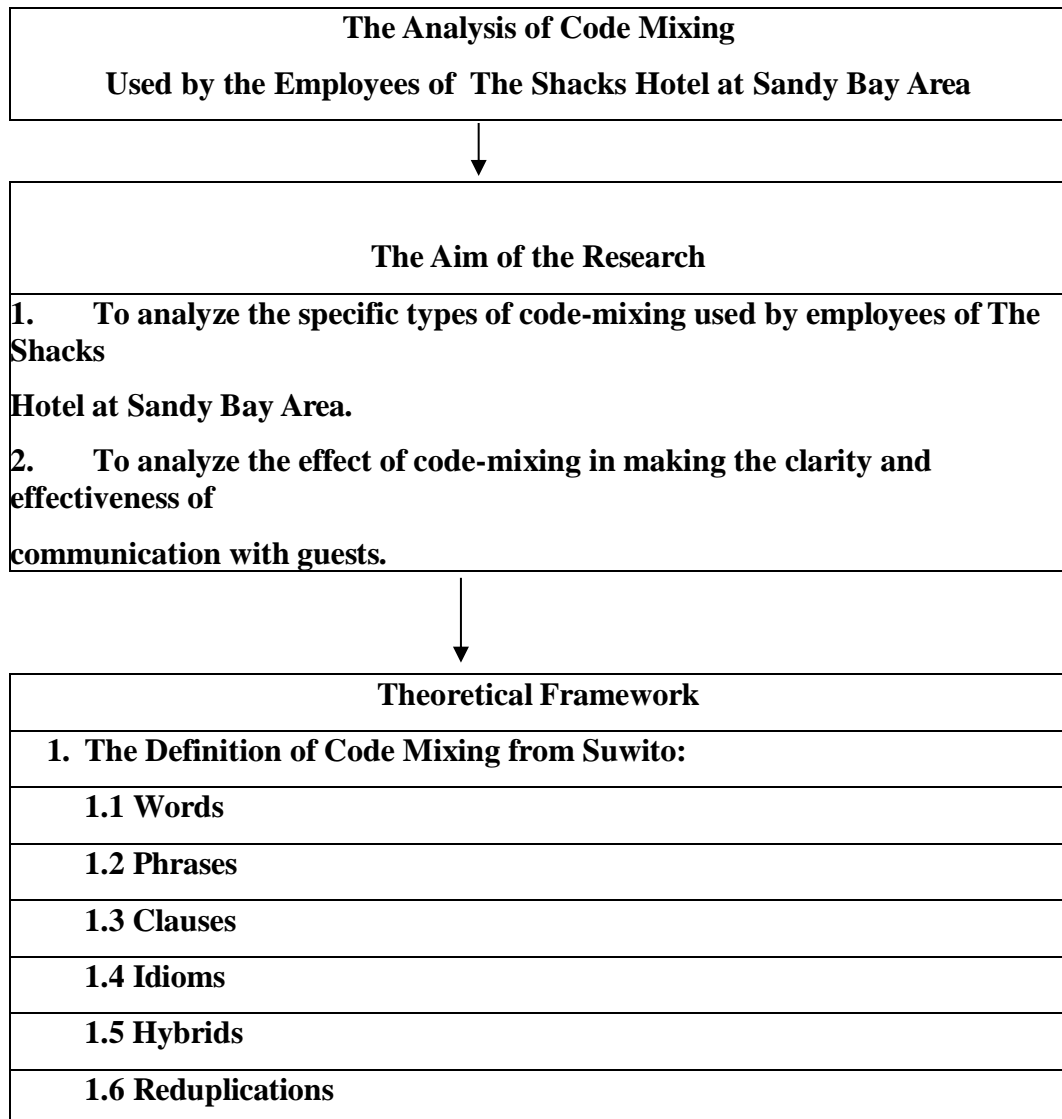 The Analysis of Code Mixing
Used by the Employees of The Shacks Hotel at Sandy Bay Area
The Aim of the Research
1. To analyze the specific types of code-mixing used by employees of The
Shacks
Hotel at Sandy Bay Area.
2. To analyze the effect of code-mixing in making the clarity and
effectiveness of
communication with guests.
Theoretical Framework
1. The Definition of Code Mixing from Suwito:
1.1 Words
1.2 Phrases
1.3 Clauses
1.4 Idioms
1.5 Hybrids
1.6 Reduplications